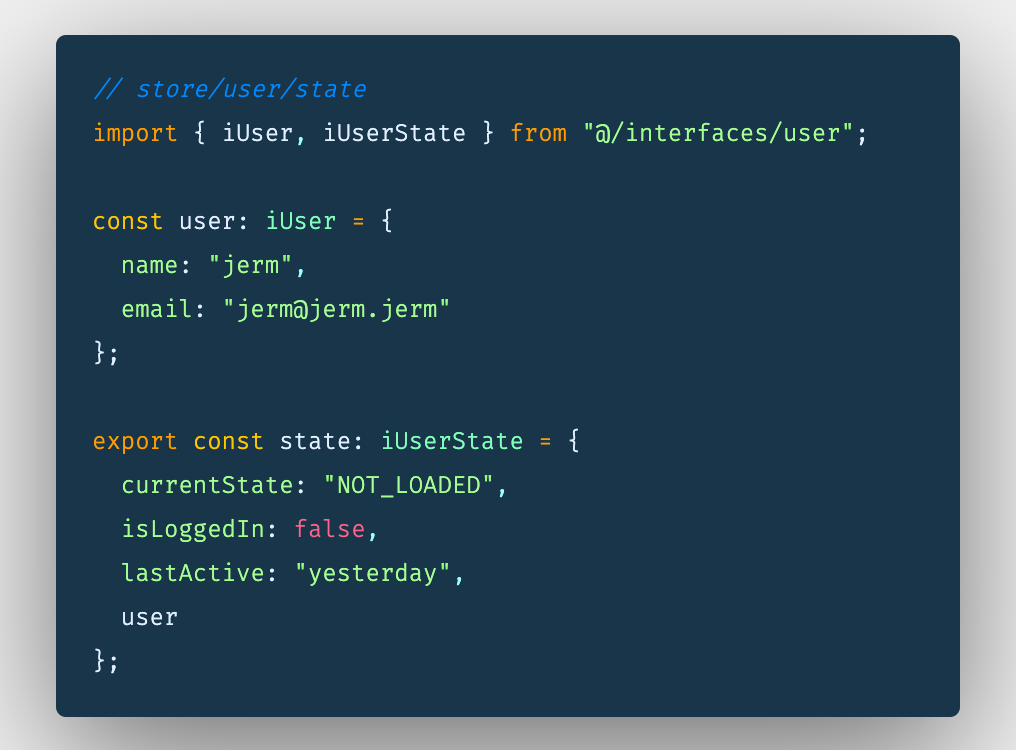 // store/user/state
import { iUser, iUserState } from "@/interfaces/user";
const user: iUser = {
  name: "jerm",
  email: "jerm@jerm.jerm"
};
export const state: iUserState = {
  currentState: "NOT_LOADED",
  isLoggedIn: false,
  lastActive: "yesterday",
  user
};